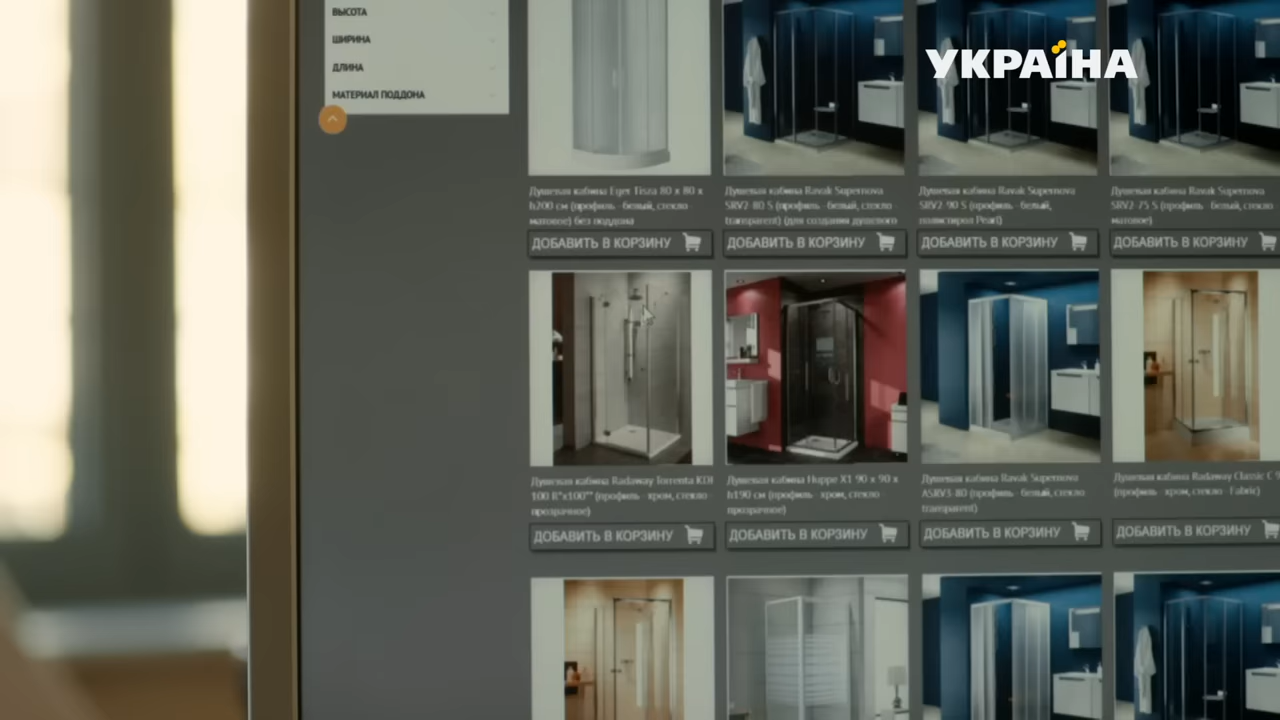 УКРАЇНА
ВЫСОТА
ШИРИНА
ДЛИНА
МАТЕРИАЛ ПОДДОНА
Душевая кабина Eger Tisza 80 x 80 x
h200 см (профиль - белый, стекло -
матовое) без поддона
ДОБАВИТЬ В КОРЗИНУ
Душевая кабина Ravak Supernova
SRV2-80 S (профиль - белый, стекло -
transparent) (для создания душевого
ДОБАВИТЬ В КОРЗИНУ
Душевая кабина Ravak Supernova
SRV2-90 S (профиль - белый,
полистирол Pearl)
ДОБАВИТЬ В КОРЗИНУ
Душевая кабина Ravak Supernova
SRV2-75 S (профиль - белый, стекло -
матовое)
ДОБАВИТЬ В КОРЗИНУ
Душевая кабина Radaway Torrenta KDJ
100 R*x100** (профиль - хром, стекло -
прозрачное)
ДОБАВИТЬ В КОРЗИНУ
Душевая кабина Huppe X1 90 x 90 x
h190 см (профиль - хром, стекло -
прозрачное)
ДОБАВИТЬ В КОРЗИНУ
Душевая кабина Ravak Supernova
ASRV3-80 (профиль - белый, стекло -
transparent)
ДОБАВИТЬ В КОРЗИНУ
Душевая кабина Radaway Classic C
(профиль - хром, стекло - Fabric)
ДОБАВИТЬ В КОРЗИНУ